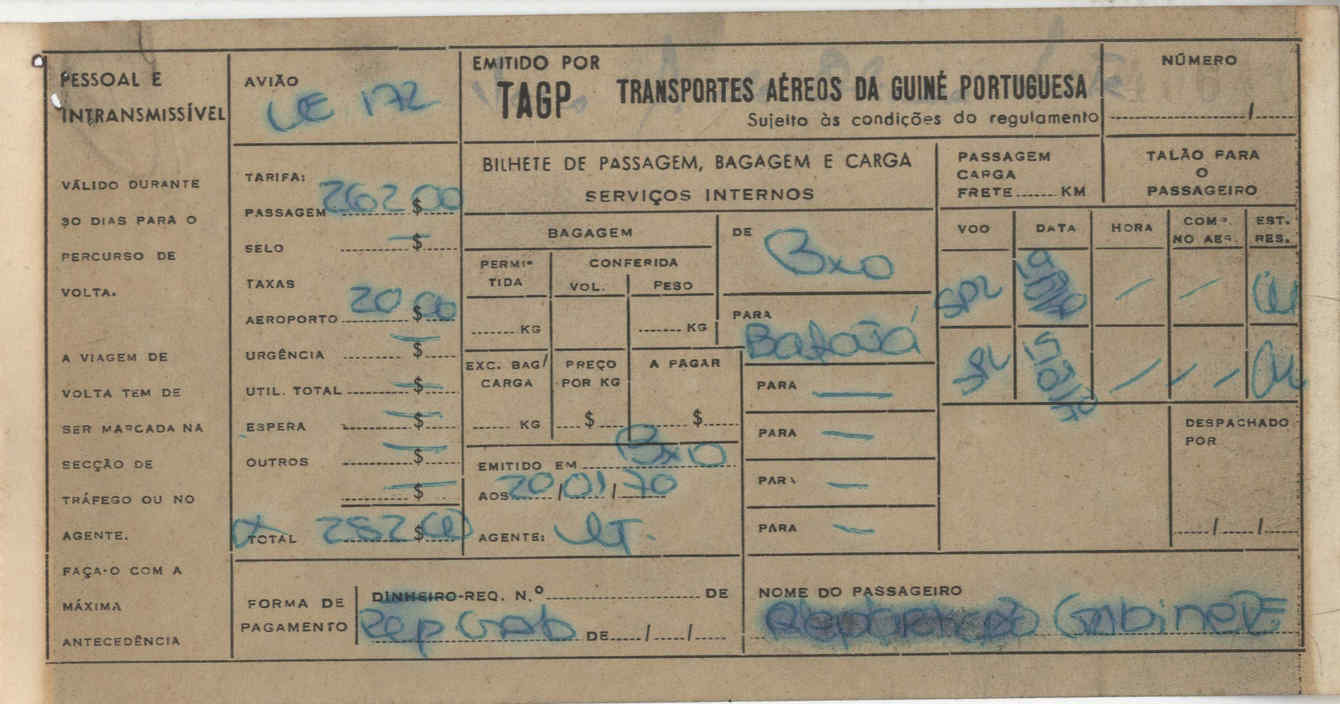 PESSOAL E
INTRANSMISSÍVEL
VÁLIDO DURANTE
30 DIAS PARA O
PERCURSO DE
VOLTA.
A VIAGEM DE
VOLTA TEM DE
SER MARCADA NA
SECÇÃO DE
TRÁFEGO OU NO
AGENTE.
FAÇA-O COM A
MÁXIMA
ANTECEDÊNCIA
AVIÃO
CE 172
TARIFA:
PASSAGEM 262$00
SELO $
TAXAS
AEROPORTO 20$00
URGÊNCIA $
UTIL. TOTAL $
ESPERA $
OUTROS $
$
TOTAL 282$00
FORMA DE
PAGAMENTO
DINHEIRO-REQ. N.º DE
Rep Gab DE / /
EMITIDO POR
TAGP TRANSPORTES AÉREOS DA GUINÉ PORTUGUESA
Sujeito às condições do regulamento
NÚMERO
/
BILHETE DE PASSAGEM, BAGAGEM E CARGA
SERVIÇOS INTERNOS
PASSAGEM
CARGA
FRETE KM
TALÃO PARA
O
PASSAGEIRO
BAGAGEM
PERMI-
TIDA
CONFERIDA
VOL. PESO
KG KG
EXC. BAG/
CARGA
PREÇO
POR KG
A PAGAR
KG $ $
EMITIDO EM Bxo
AOS 20/01/70
AGENTE:
DE
Bxo
PARA
Bafatá
PARA —
PARA —
PARA —
PARA —
VOO DATA HORA COMP. NO AER. EST. RES.
SPL — —
SPL — —
DESPACHADO
POR
/ /
NOME DO PASSAGEIRO
Gabinete